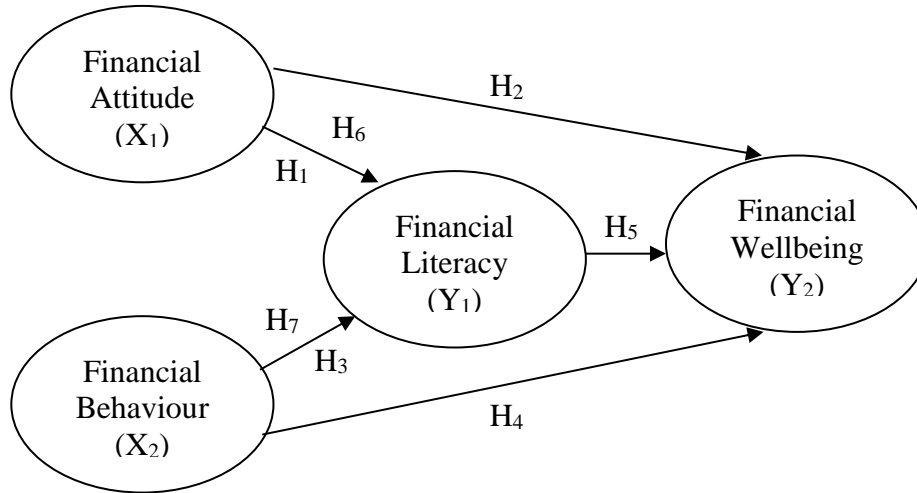 Financial
Attitude
(X₁)
H₂
H₆
H₁
Financial
Literacy
(Y₁)
H₅
Financial
Wellbeing
(Y₂)
H₇
H₃
Financial
Behaviour
(X₂)
H₄